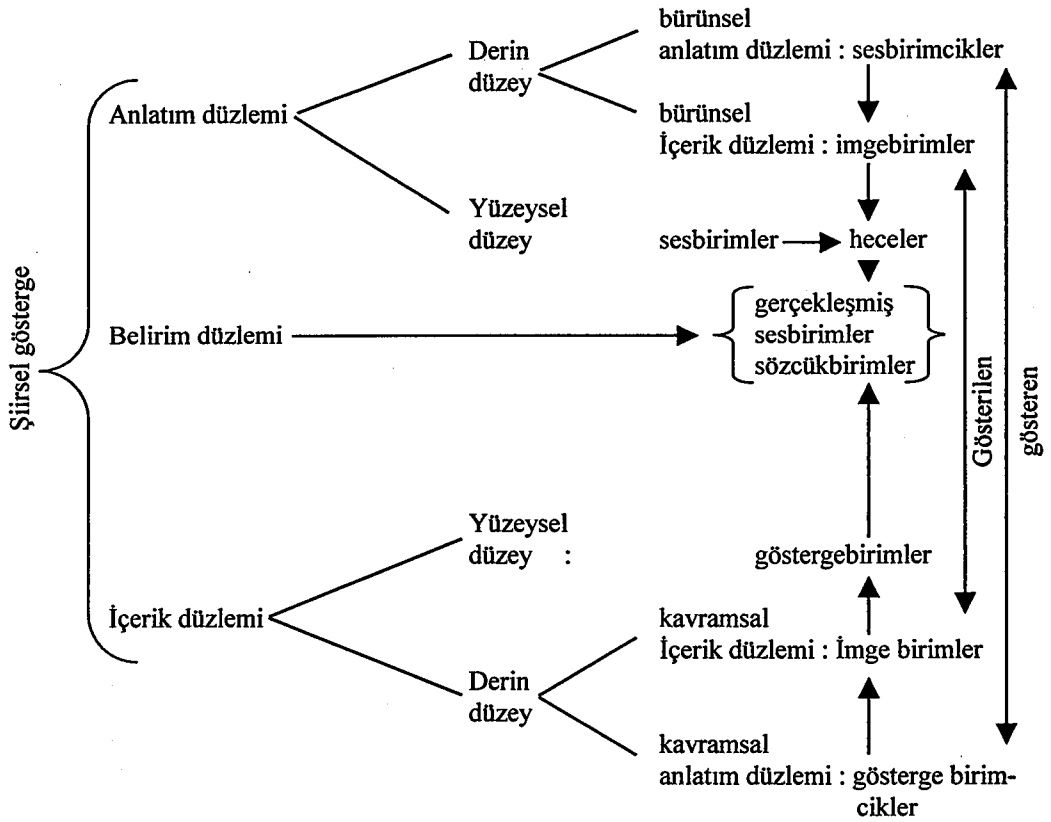 bürünsel
anlatım düzlemi : sesbirimcikler
Derin
düzey
Anlatım düzlemi
bürünsel
İçerik düzlemi : imgebirimler
Yüzeysel
düzey
sesbirimler
heceler
Şiirsel gösterge
Belirim düzlemi
gerçekleşmiş
sesbirimler
sözcükbirimler
Gösterilen
gösteren
Yüzeysel
düzey :
göstergebirimler
İçerik düzlemi
kavramsal
İçerik düzlemi : İmge birimler
Derin
düzey
kavramsal
anlatım düzlemi : gösterge birim-
cikler